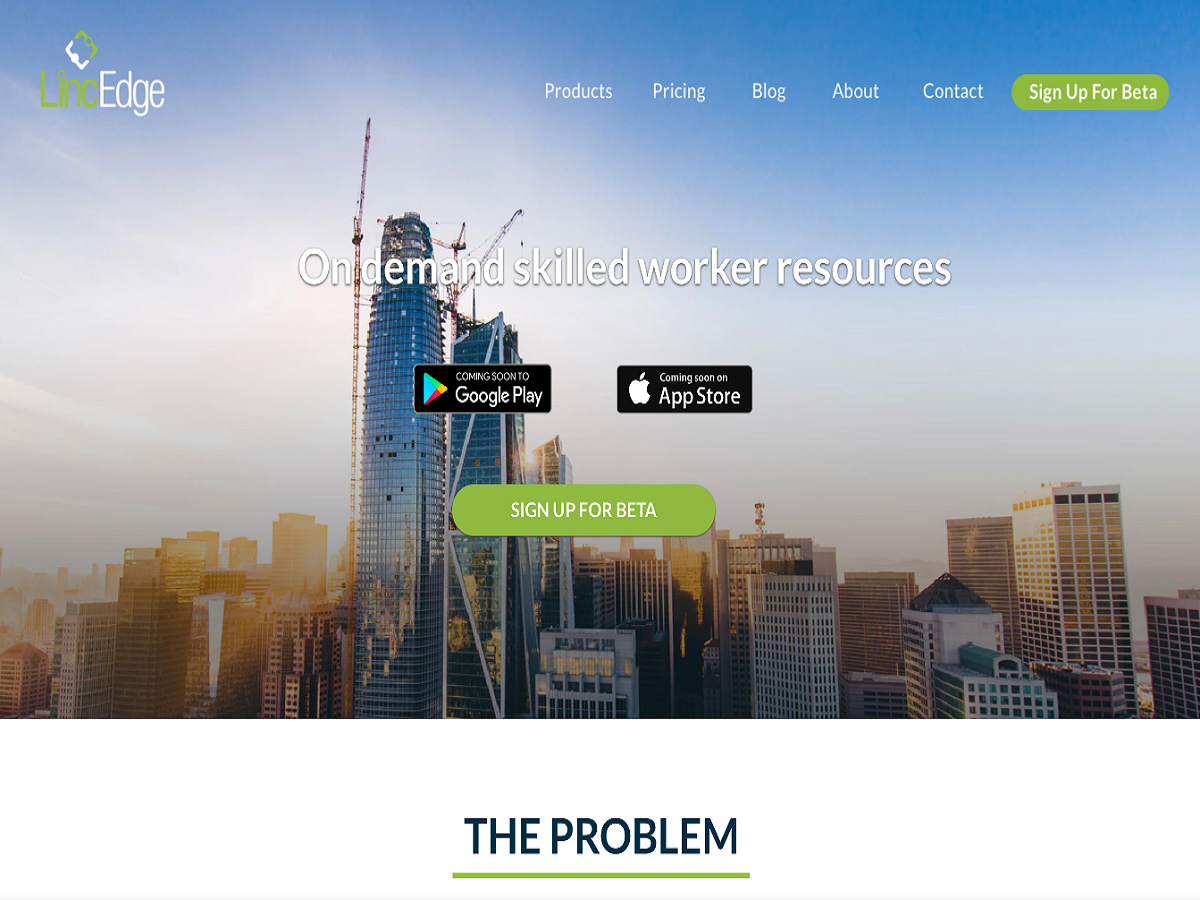 LincEdge
Products Pricing Blog About Contact Sign Up For Beta
On demand skilled worker resources
COMING SOON TO
Google Play
Coming soon on
App Store
SIGN UP FOR BETA
THE PROBLEM